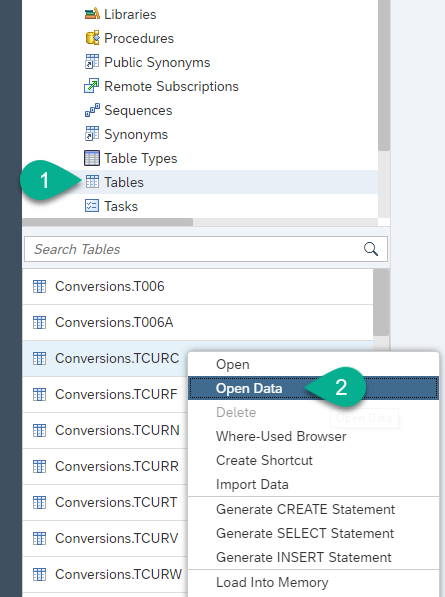 Libraries
Procedures
Public Synonyms
Remote Subscriptions
Sequences
Synonyms
Table Types
1
Tables
Tasks
Search Tables
Conversions.T006
Conversions.T006A
Conversions.TCURC
Conversions.TCURF
Conversions.TCURN
Conversions.TCURR
Conversions.TCURT
Conversions.TCURV
Conversions.TCURW
Open
Open Data
2
Delete
Open Data
Where-Used Browser
Create Shortcut
Import Data
Generate CREATE Statement
Generate SELECT Statement
Generate INSERT Statement
Load Into Memory